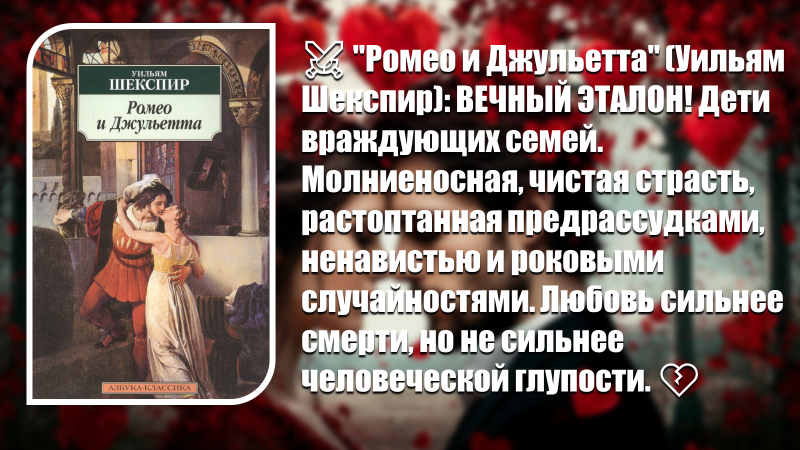 УИЛЬЯМ
ШЕКСПИР
Ромео
и Джульетта
АЗБУКА-КЛАССИКА
⚔ "Ромео и Джульетта" (Уильям
Шекспир): ВЕЧНЫЙ ЭТАЛОН! Дети
враждующих семей.
Молниеносная, чистая страсть,
растоптанная предрассудками,
ненавистью и роковыми
случайностями. Любовь сильнее
смерти, но не сильнее
человеческой глупости. 💔